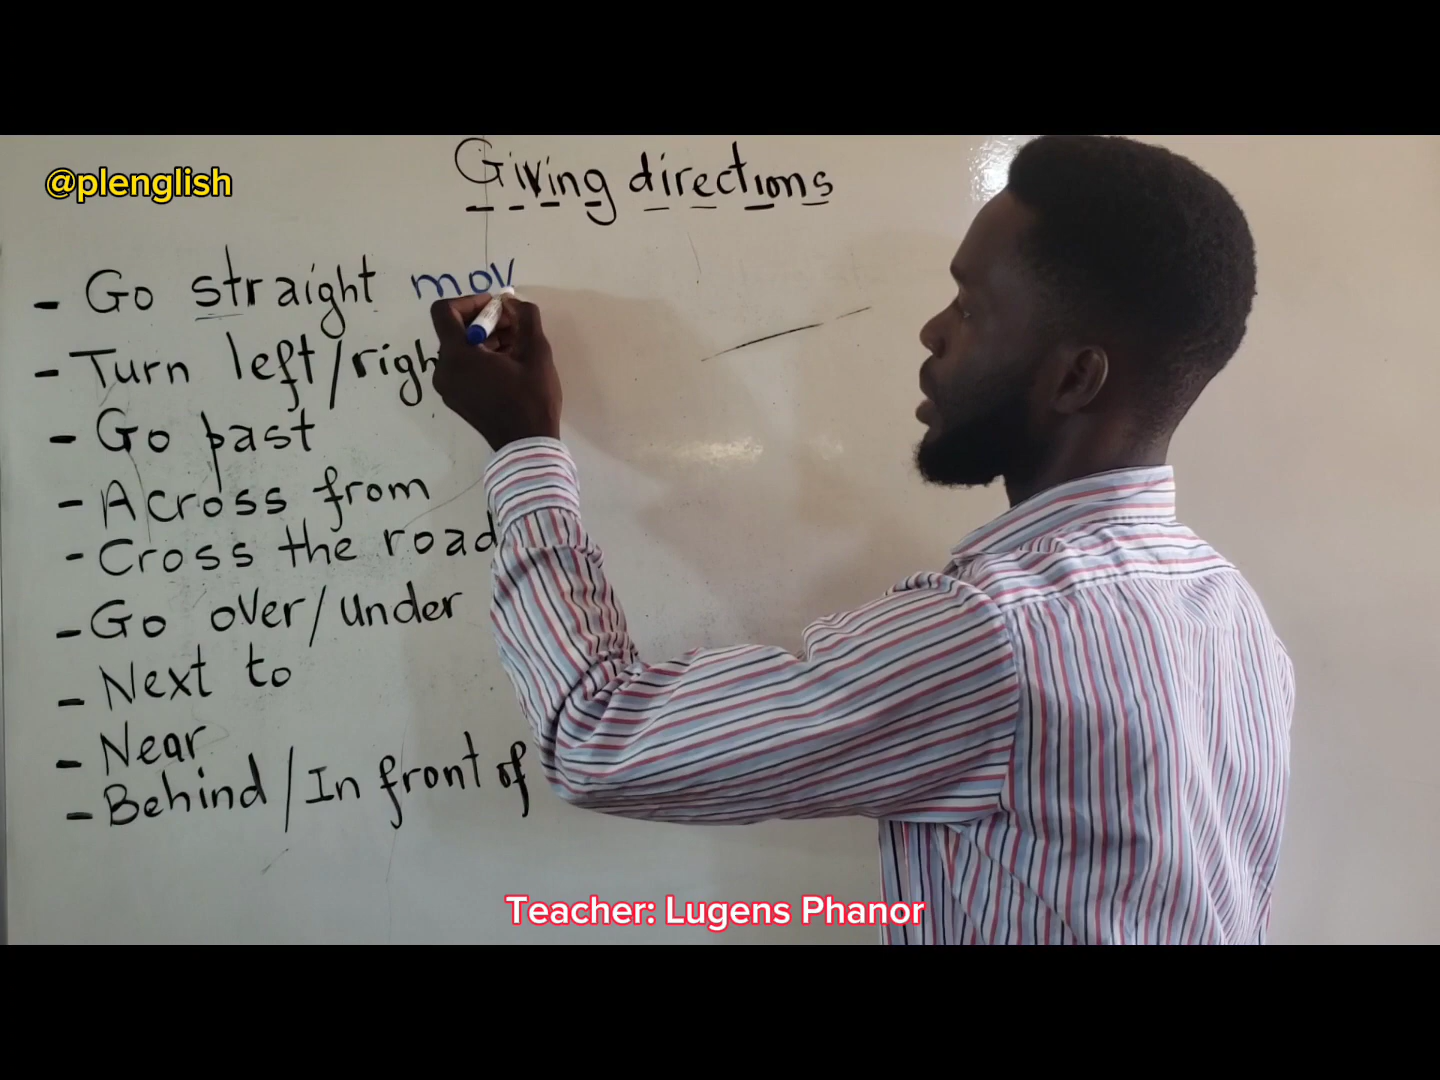 @plenglish
Giving directions
- Go straight mov
- Turn left/righ
- Go past
- Across from
- Cross the road
- Go over/under
- Next to
- Near
- Behind/In front of
Teacher: Lugens Phanor